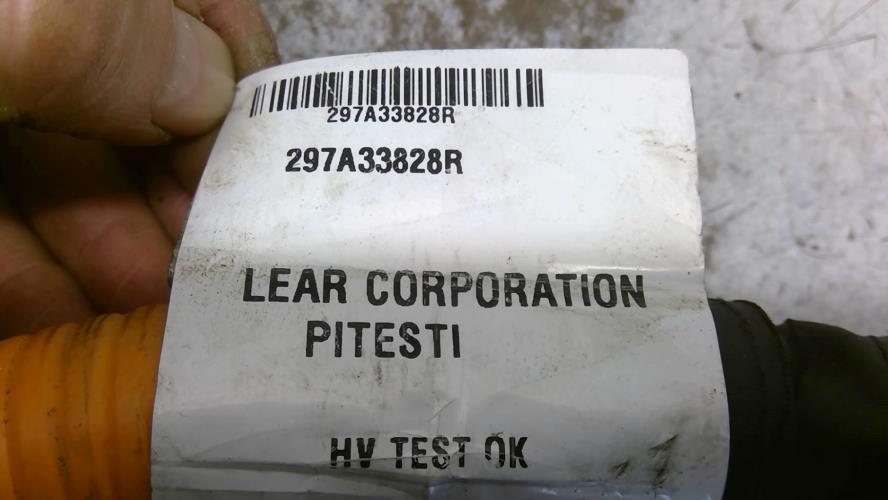 297A33828R
297A33828R
LEAR CORPORATION
PITESTI
HV TEST OK